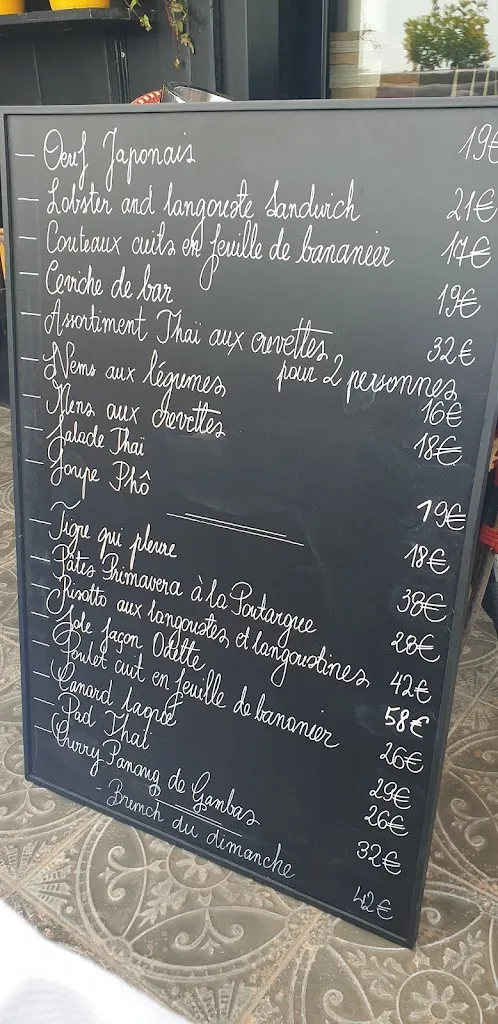 - Oeuf Japonais 19€
- Lobster and langouste Sandwich 21€
- Couteaux cuits en feuille de bananier 17€
- Ceviche de bar 19€
- Assortiment Thaï aux crevettes 32€
pour 2 personnes
- Nems aux légumes 16€
- Nems aux crevettes 18€
- Salade Thaï 19€
- Soupe Phô 18€
- Tigre qui pleure 38€
- Pâtes Primavera à la Poutargue 28€
- Risotto aux langoustes et langoustines 42€
- Sole façon Odette 58€
- Poulet cuit en feuille de bananier 26€
- Canard laqué 29€
- Pad Thaï 26€
- Curry Panang de Ganbas 32€
- Brunch du dimanche 42€